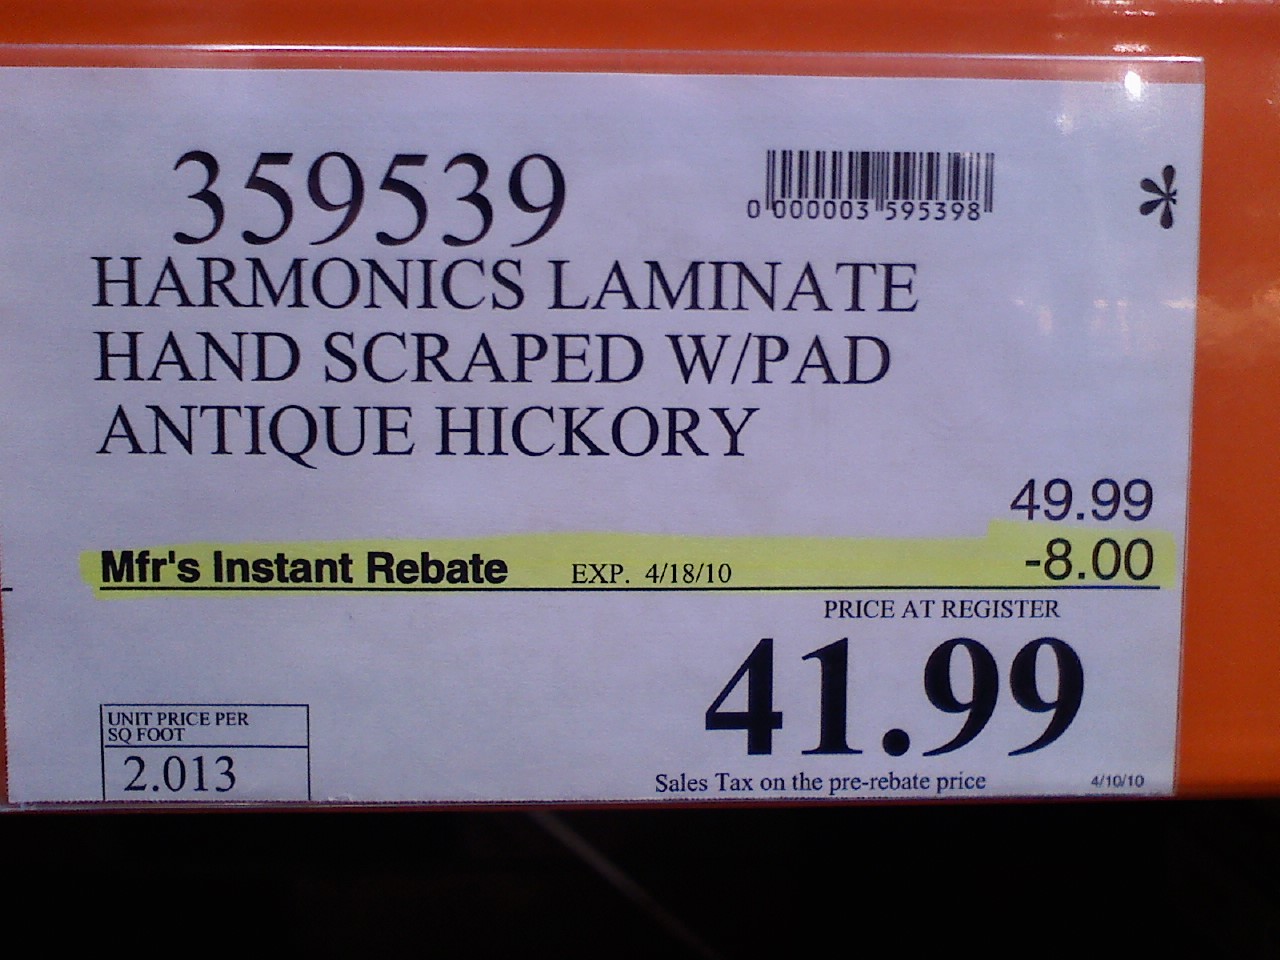 359539
0 000003 595398
*
HARMONICS LAMINATE
HAND SCRAPED W/PAD
ANTIQUE HICKORY
49.99
Mfr's Instant Rebate EXP. 4/18/10 -8.00
PRICE AT REGISTER
41.99
UNIT PRICE PER
SQ FOOT
2.013
Sales Tax on the pre-rebate price 4/10/10